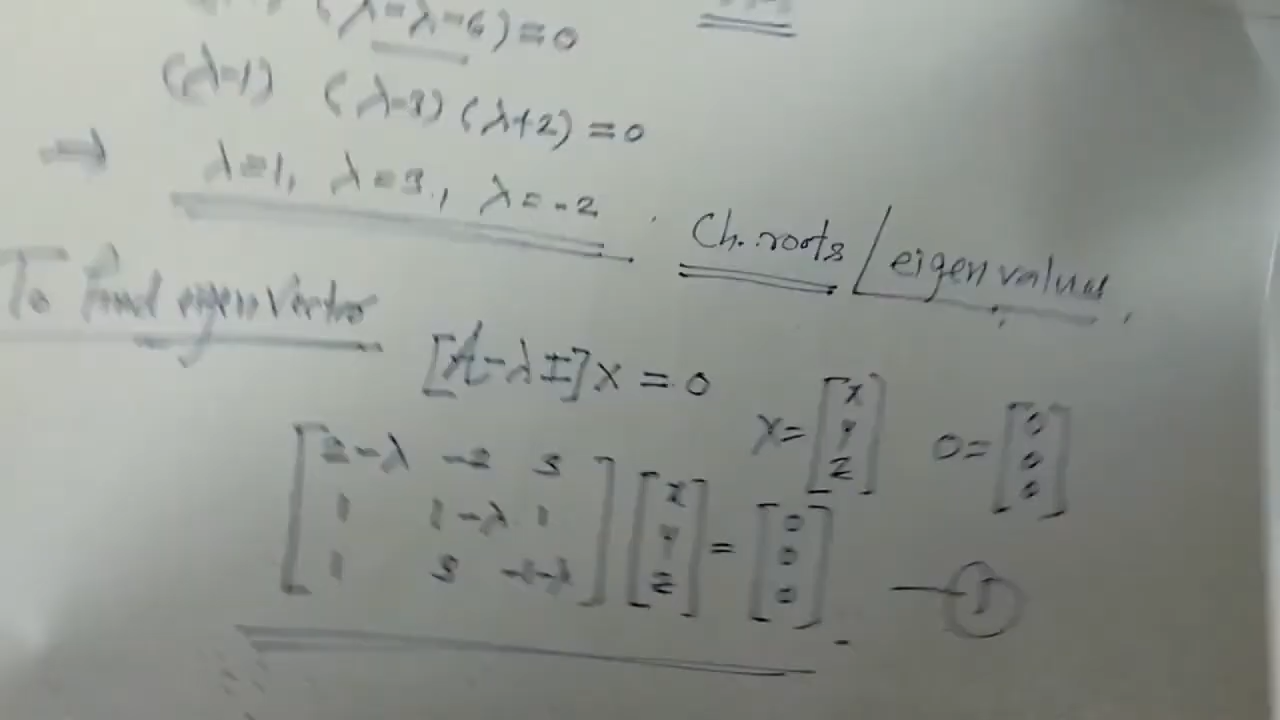 (λ²-λ-6)=0
(λ-1) (λ-3) (λ+2) = 0
→ λ=1, λ=3, λ=-2. Ch. roots / eigen values.
To find eigen Vector
[A-λI]X = 0
X = [x y z] 0 = [0 0 0]
[2-λ -2 3
1 1-λ 1
1 3 -1-λ] [x y z] = [0 0 0] — I